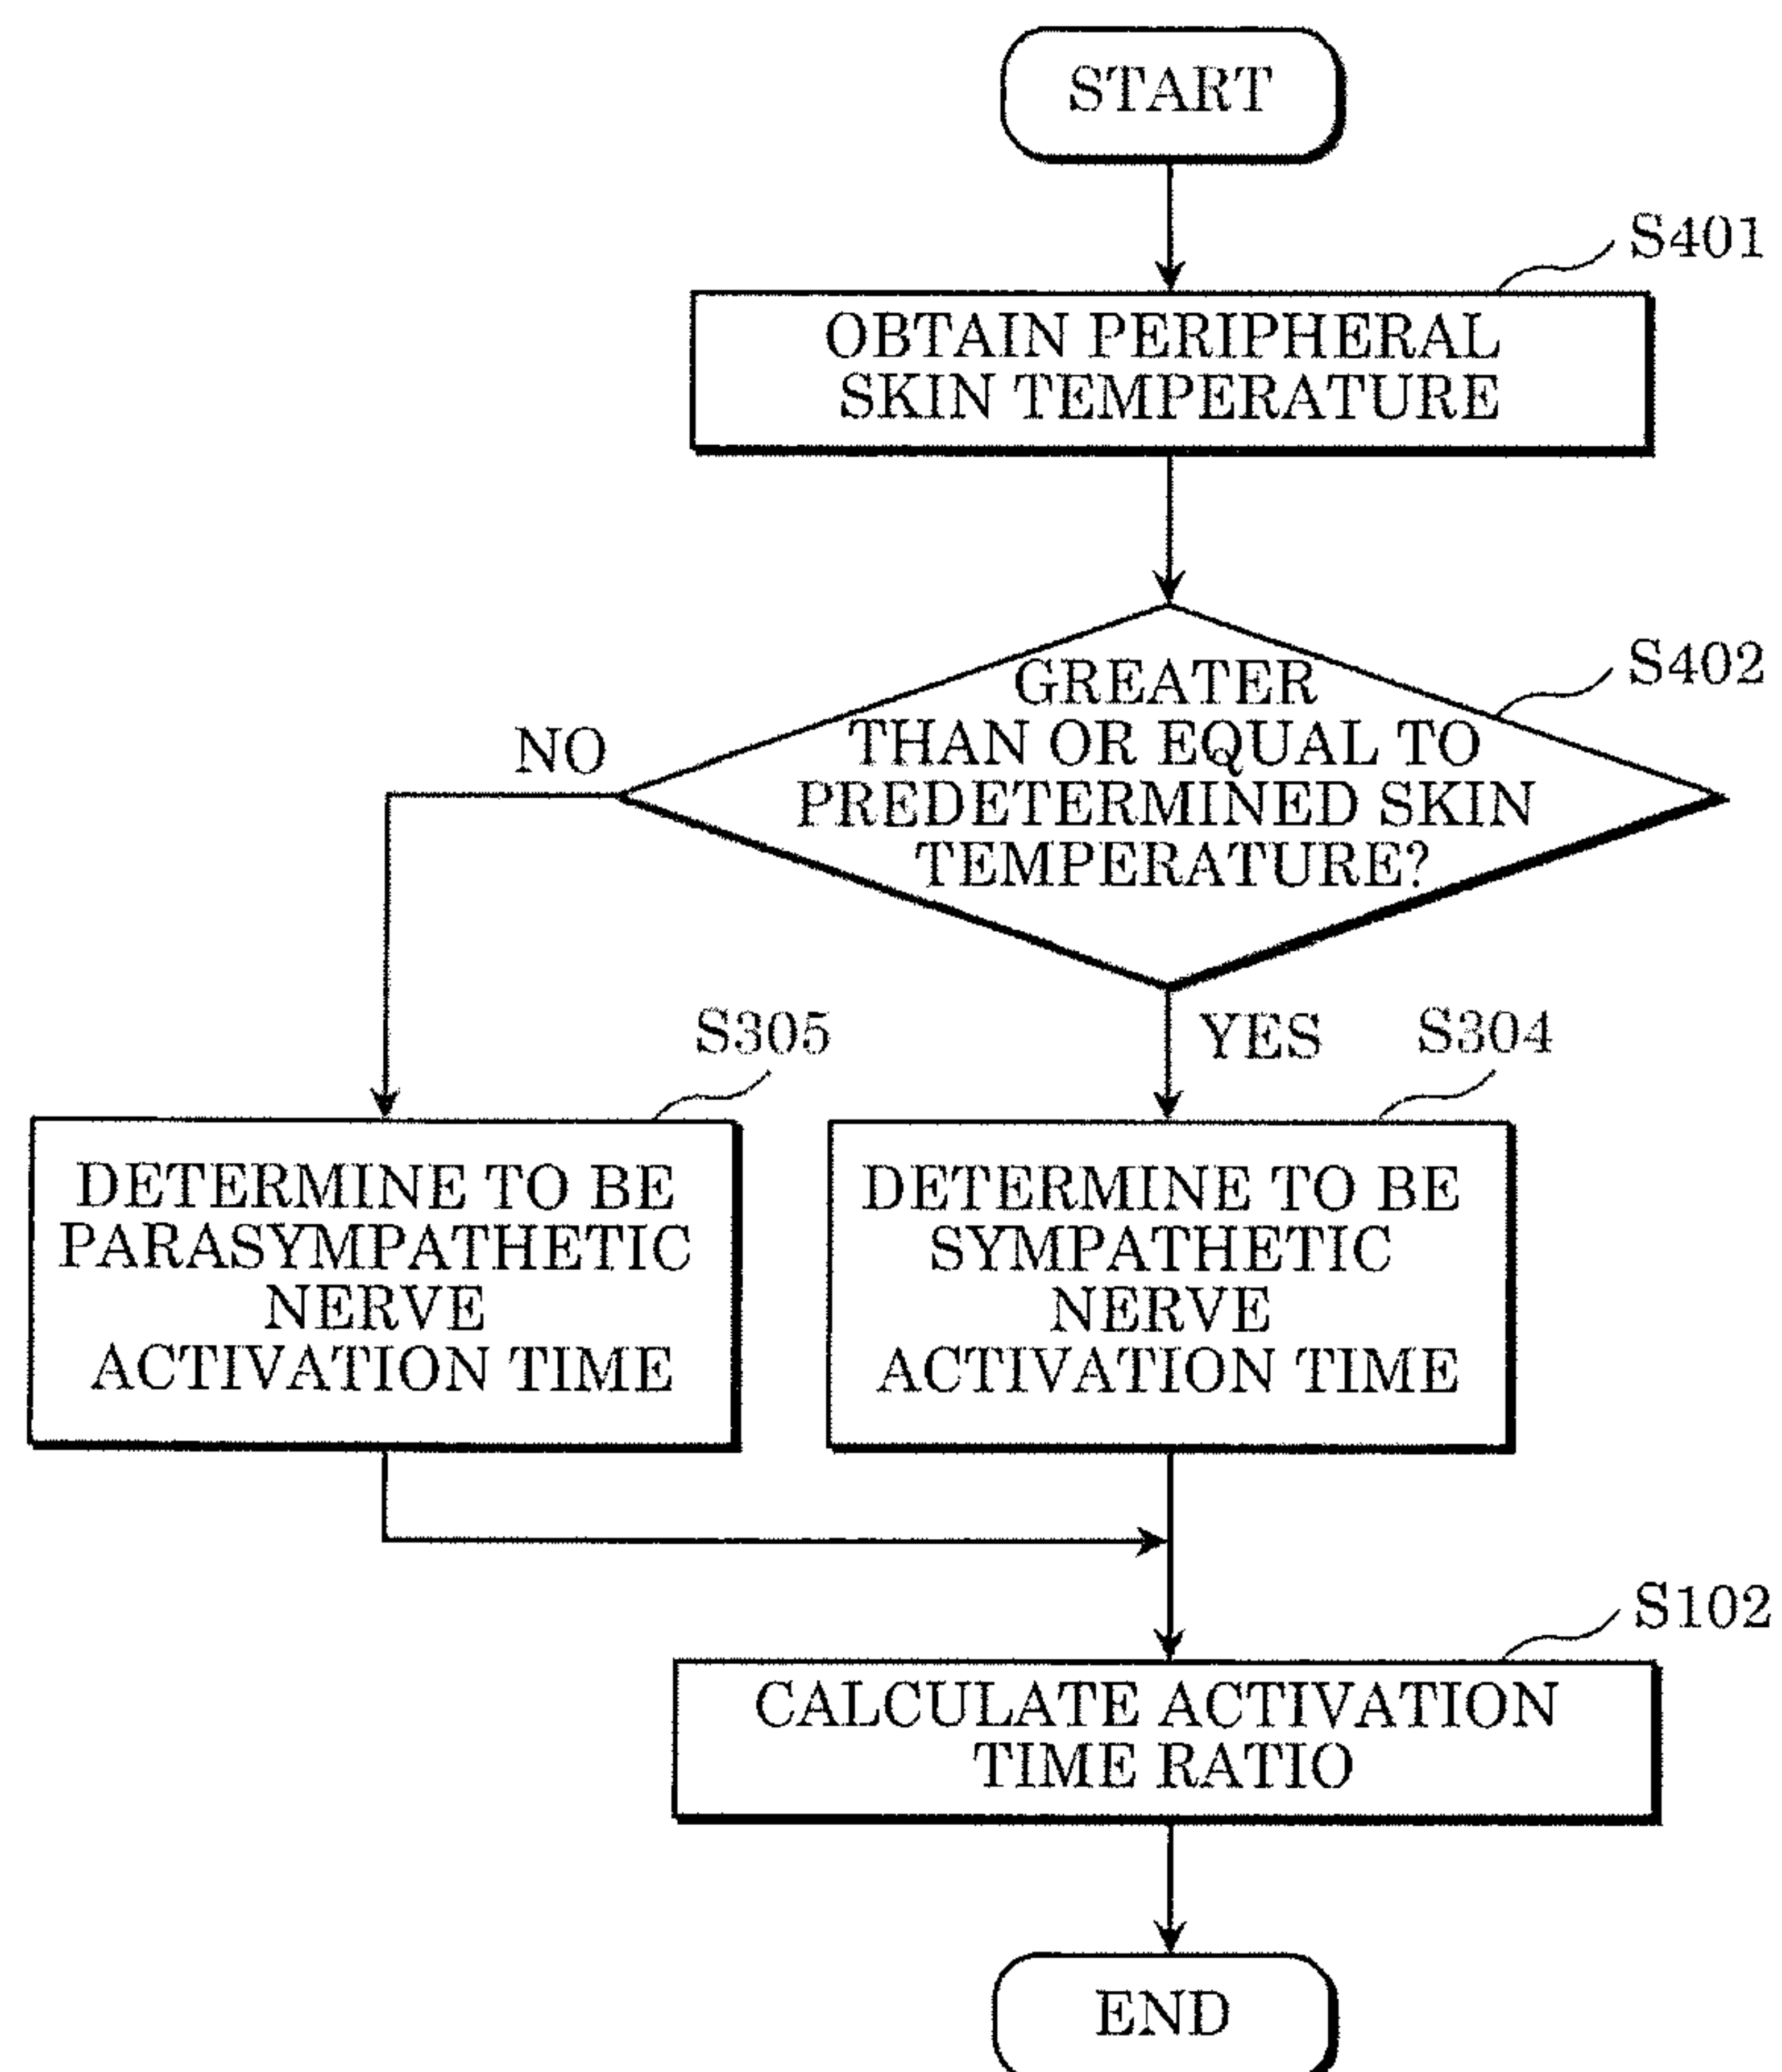 START
S401
OBTAIN PERIPHERAL
SKIN TEMPERATURE
S402
GREATER
THAN OR EQUAL TO
PREDETERMINED SKIN
TEMPERATURE?
NO
YES
S305
DETERMINE TO BE
PARASYMPATHETIC
NERVE
ACTIVATION TIME
S304
DETERMINE TO BE
SYMPATHETIC
NERVE
ACTIVATION TIME
S102
CALCULATE ACTIVATION
TIME RATIO
END